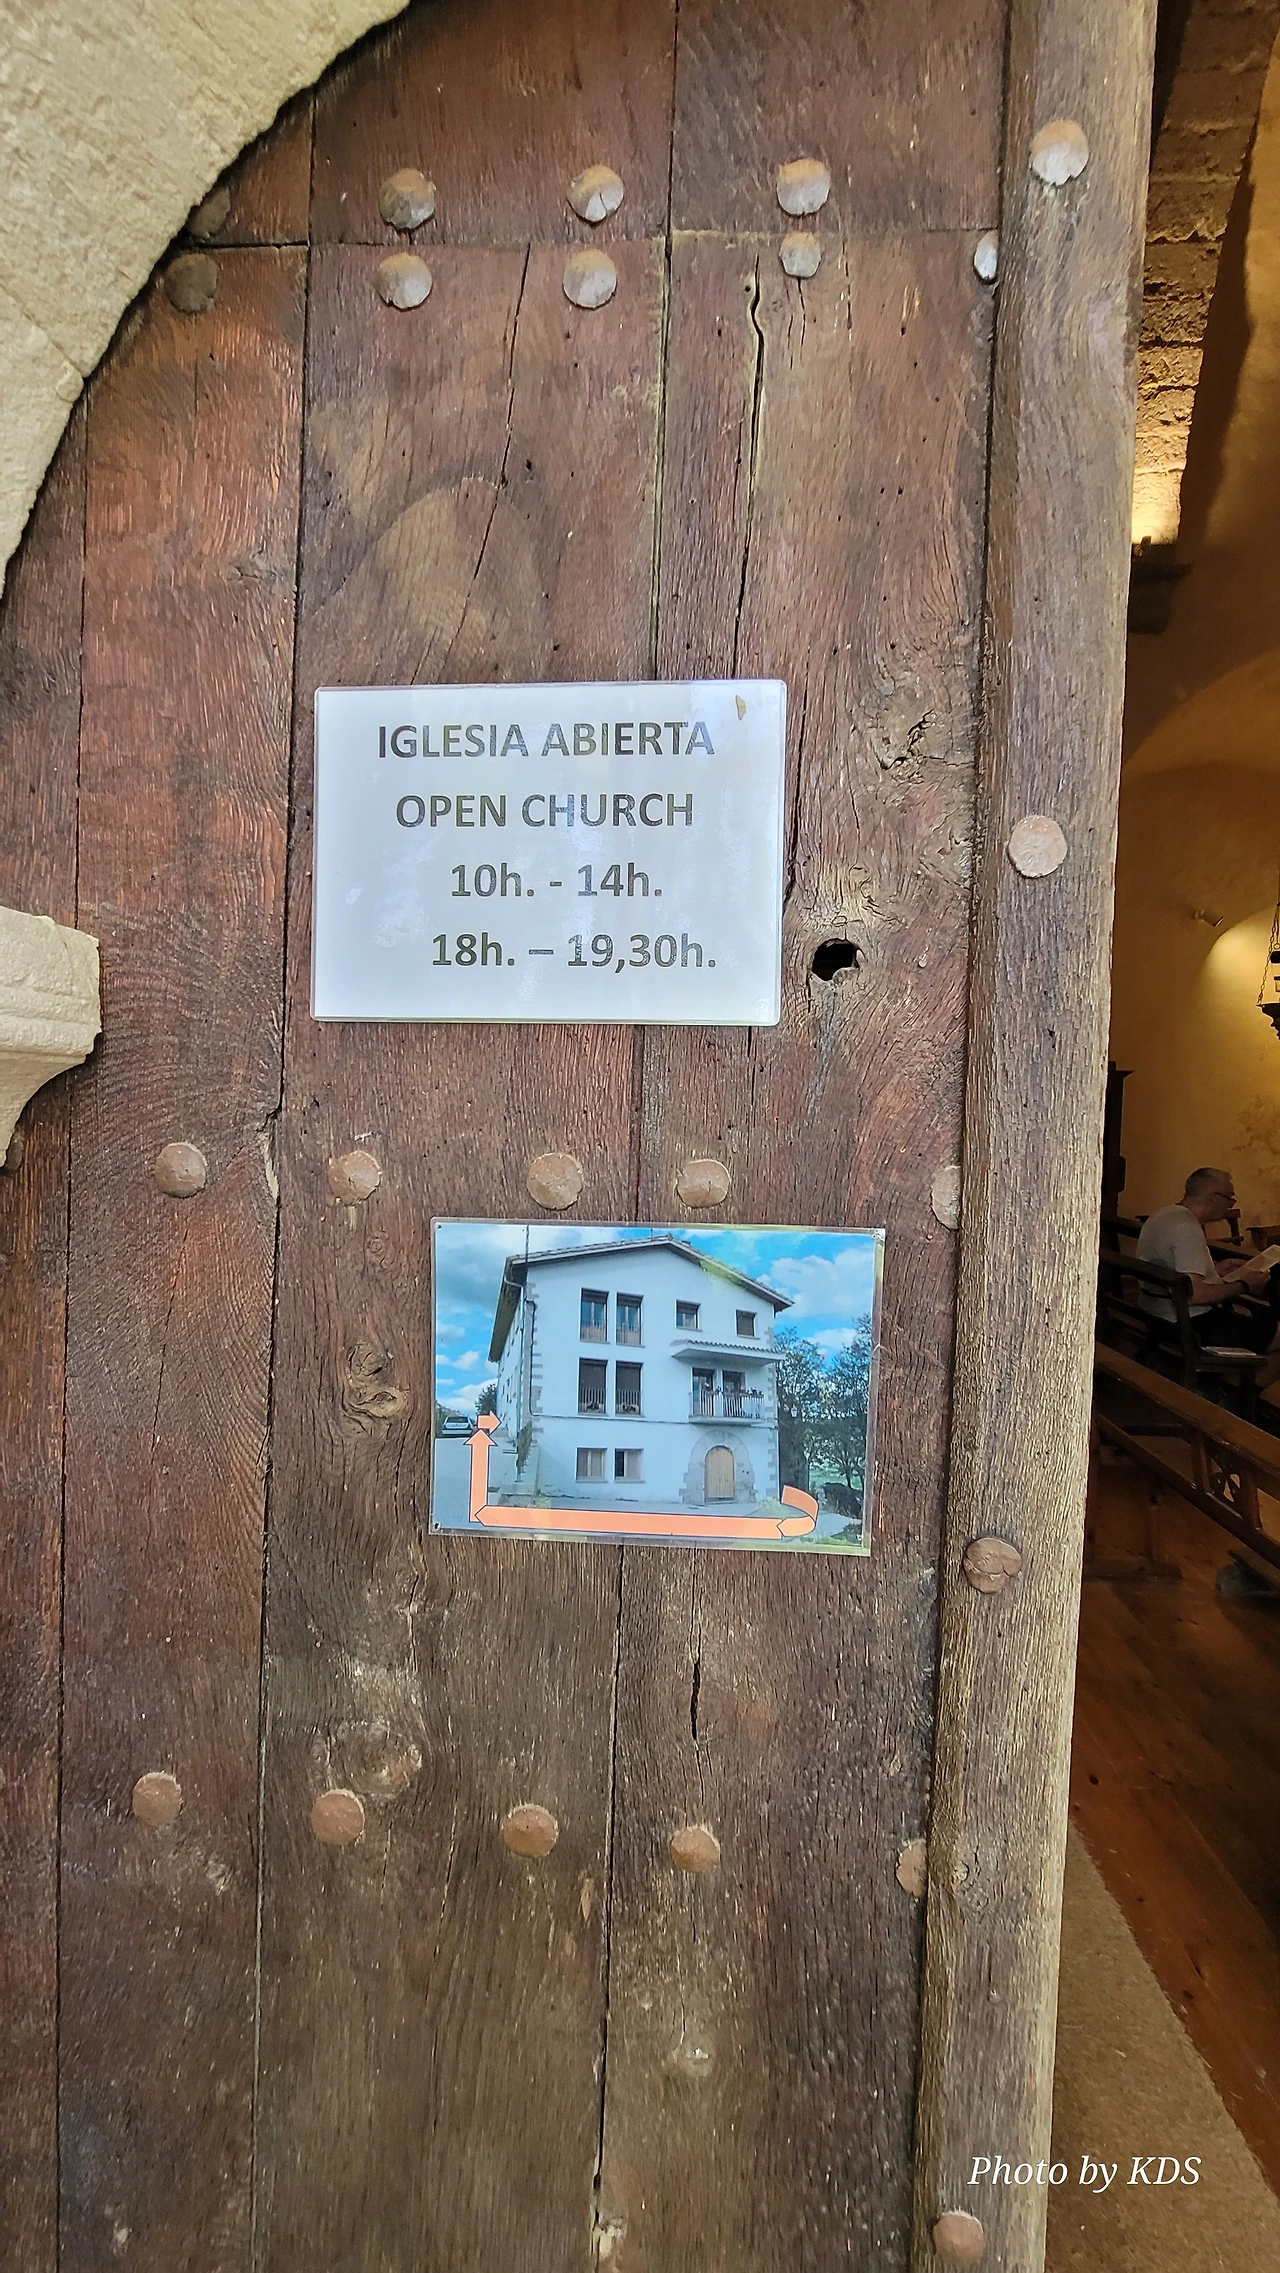 IGLESIA ABIERTA
OPEN CHURCH
10h. - 14h.
18h. – 19,30h.
Photo by KDS